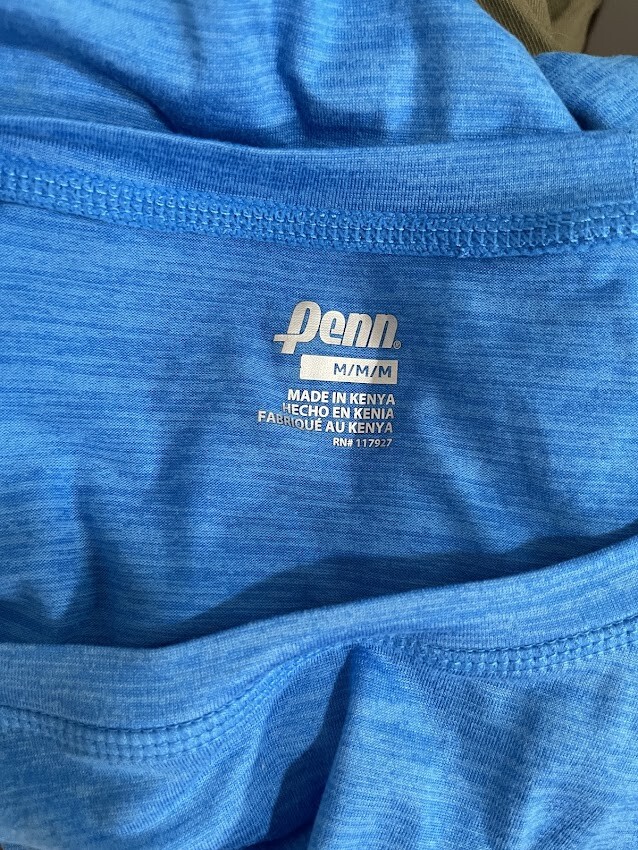 Penn®
M/M/M
MADE IN KENYA
HECHO EN KENIA
FABRIQUÉ AU KENYA
RN# 117927